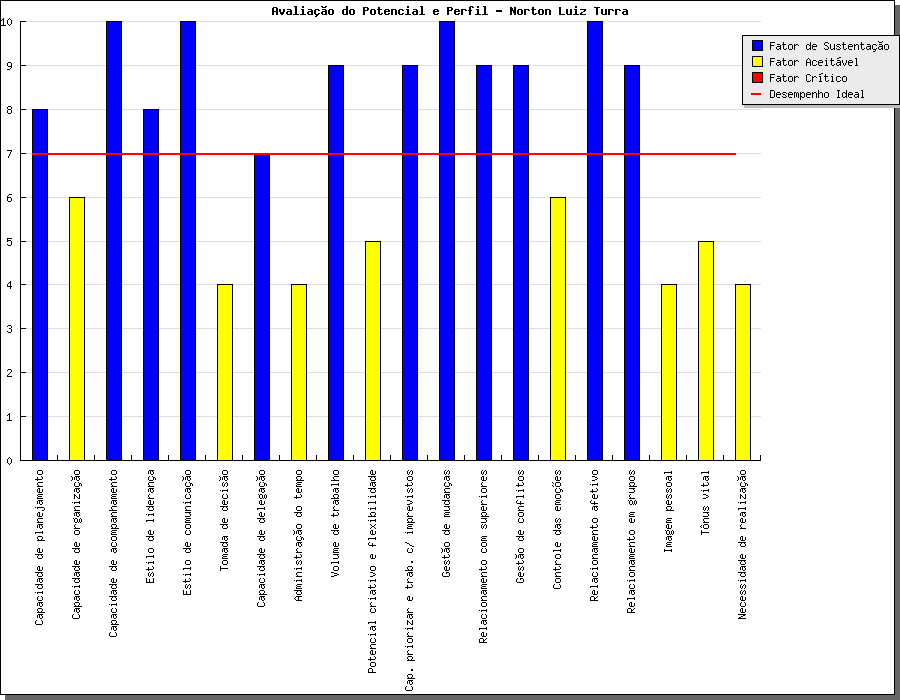 Avaliação do Potencial e Perfil - Norton Luiz Turra
Fator de Sustentação
Fator Aceitável
Fator Crítico
Desempenho Ideal
10
9
8
7
6
5
4
3
2
1
0
Capacidade de planejamento
Capacidade de organização
Capacidade de acompanhamento
Estilo de liderança
Estilo de comunicação
Tomada de decisão
Capacidade de delegação
Administração do tempo
Volume de trabalho
Potencial criativo e flexibilidade
Cap. priorizar e trab. c/ imprevistos
Gestão de mudanças
Relacionamento com superiores
Gestão de conflitos
Controle das emoções
Relacionamento afetivo
Relacionamento em grupos
Imagem pessoal
Tônus vital
Necessidade de realização